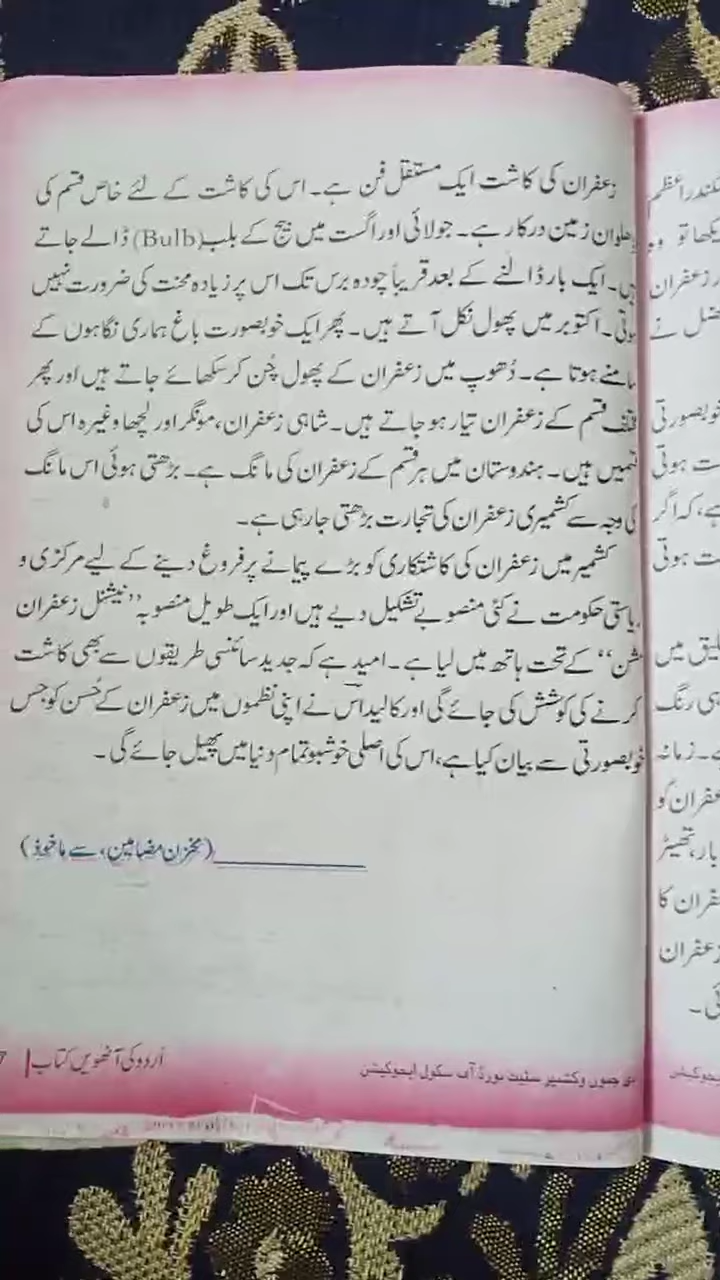 زعفران کی کاشت ایک مستقل فن ہے۔ اس کی کاشت کے لئے خاص قسم کی
زمین درکار ہے۔ جولائی اور اگست میں بیج کے بلب (Bulb) ڈالے جاتے
ہیں۔ ایک بار ڈالنے کے بعد قریباً چودہ برس تک اس پر زیادہ محنت کی ضرورت نہیں
ہوتی۔ اکتوبر میں پھول نکل آتے ہیں۔ پھر ایک خوبصورت باغ ہماری نگاہوں کے
سامنے ہوتا ہے۔ دُھوپ میں زعفران کے پھول چُن کر سکھائے جاتے ہیں اور پھر
مختلف قسم کے زعفران تیار ہو جاتے ہیں۔ شاہی زعفران، مونگر اور لچھا وغیرہ اس کی
قسمیں ہیں۔ ہندوستان میں ہر قسم کے زعفران کی مانگ ہے۔ بڑھتی ہوئی اس مانگ
کی وجہ سے کشمیری زعفران کی تجارت بڑھتی جا رہی ہے۔
کشمیر میں زعفران کی کاشتکاری کو بڑے پیمانے پر فروغ دینے کے لیے مرکزی و
ریاستی حکومت نے کئی منصوبے تشکیل دیے ہیں اور ایک طویل منصوبہ ”نیشنل زعفران
مشن“ کے تحت ہاتھ میں لیا ہے۔ امید ہے کہ جدید سائنسی طریقوں سے بھی کاشت
کرنے کی کوشش کی جائے گی اور کالیداس نے اپنی نظموں میں زعفران کے حُسن کو جس
خوبصورتی سے بیان کیا ہے، اس کی اصلی خوشبو تمام دنیا میں پھیل جائے گی۔
(مخزن مضامین، سے ماخوذ)
دی جموں و کشمیر سٹیٹ بورڈ آف سکول ایجوکیشن
اُردو کی آٹھویں کتاب | 7